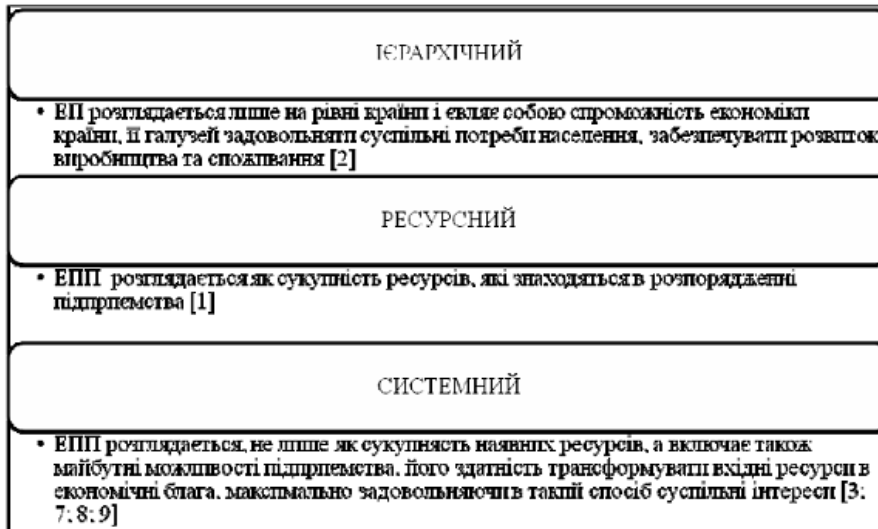 ІЄРАРХІЧНИЙ
• ЕП розглядається лише на рівні країни і являє собою спроможність економіки
країни, її галузей задовольняти суспільні потреби населення, забезпечувати розвиток
виробництва та споживання [2]
РЕСУРСНИЙ
• ЕПП розглядається як сукупність ресурсів, які знаходяться в розпорядженні
підприємства [1]
СИСТЕМНИЙ
• ЕПП розглядається, не лише як сукупність наявних ресурсів, а включає також
майбутні можливості підприємства, його здатність трансформувати вхідні ресурси в
економічні блага, максимально задовольняючи в такий спосіб суспільні інтереси [3;
7; 8; 9]